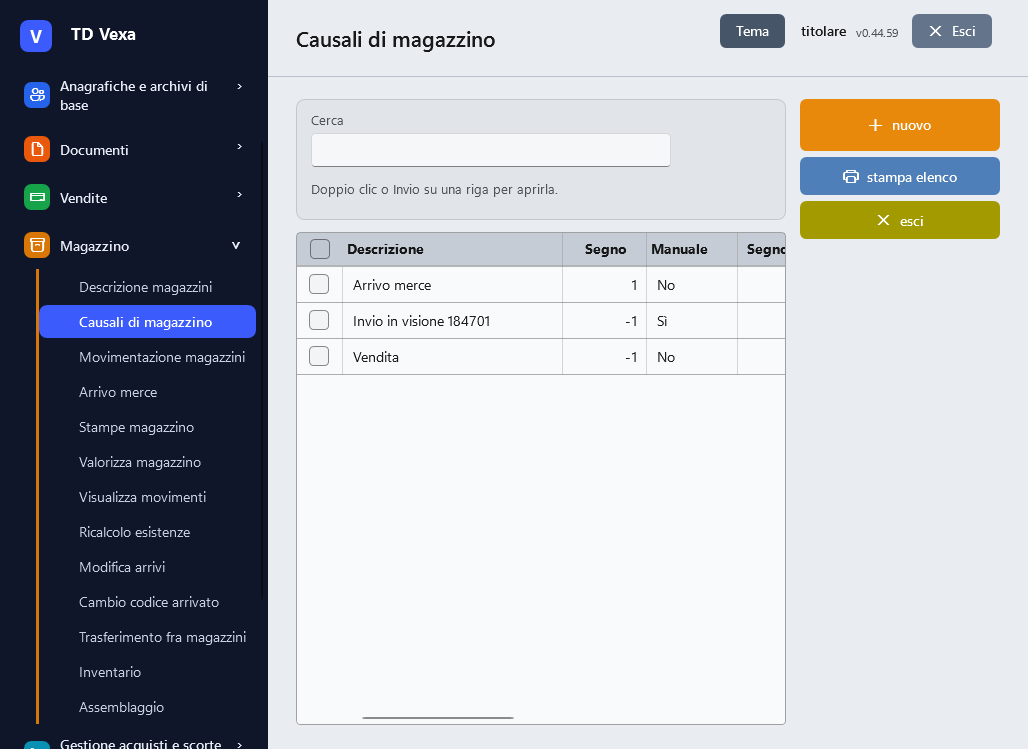 V TD Vexa
Anagrafiche e archivi di
base
Documenti
Vendite
Magazzino
Descrizione magazzini
Causali di magazzino
Movimentazione magazzini
Arrivo merce
Stampe magazzino
Valorizza magazzino
Visualizza movimenti
Ricalcolo esistenze
Modifica arrivi
Cambio codice arrivato
Trasferimento fra magazzini
Inventario
Assemblaggio
Gestione acquisti e scorte
Causali di magazzino
Tema titolare v0.44.59 Esci
Cerca
Doppio clic o Invio su una riga per aprirla.
Descrizione Segno Manuale Segno
Arrivo merce 1 No
Invio in visione 184701 -1 Sì
Vendita -1 No
nuovo
stampa elenco
esci